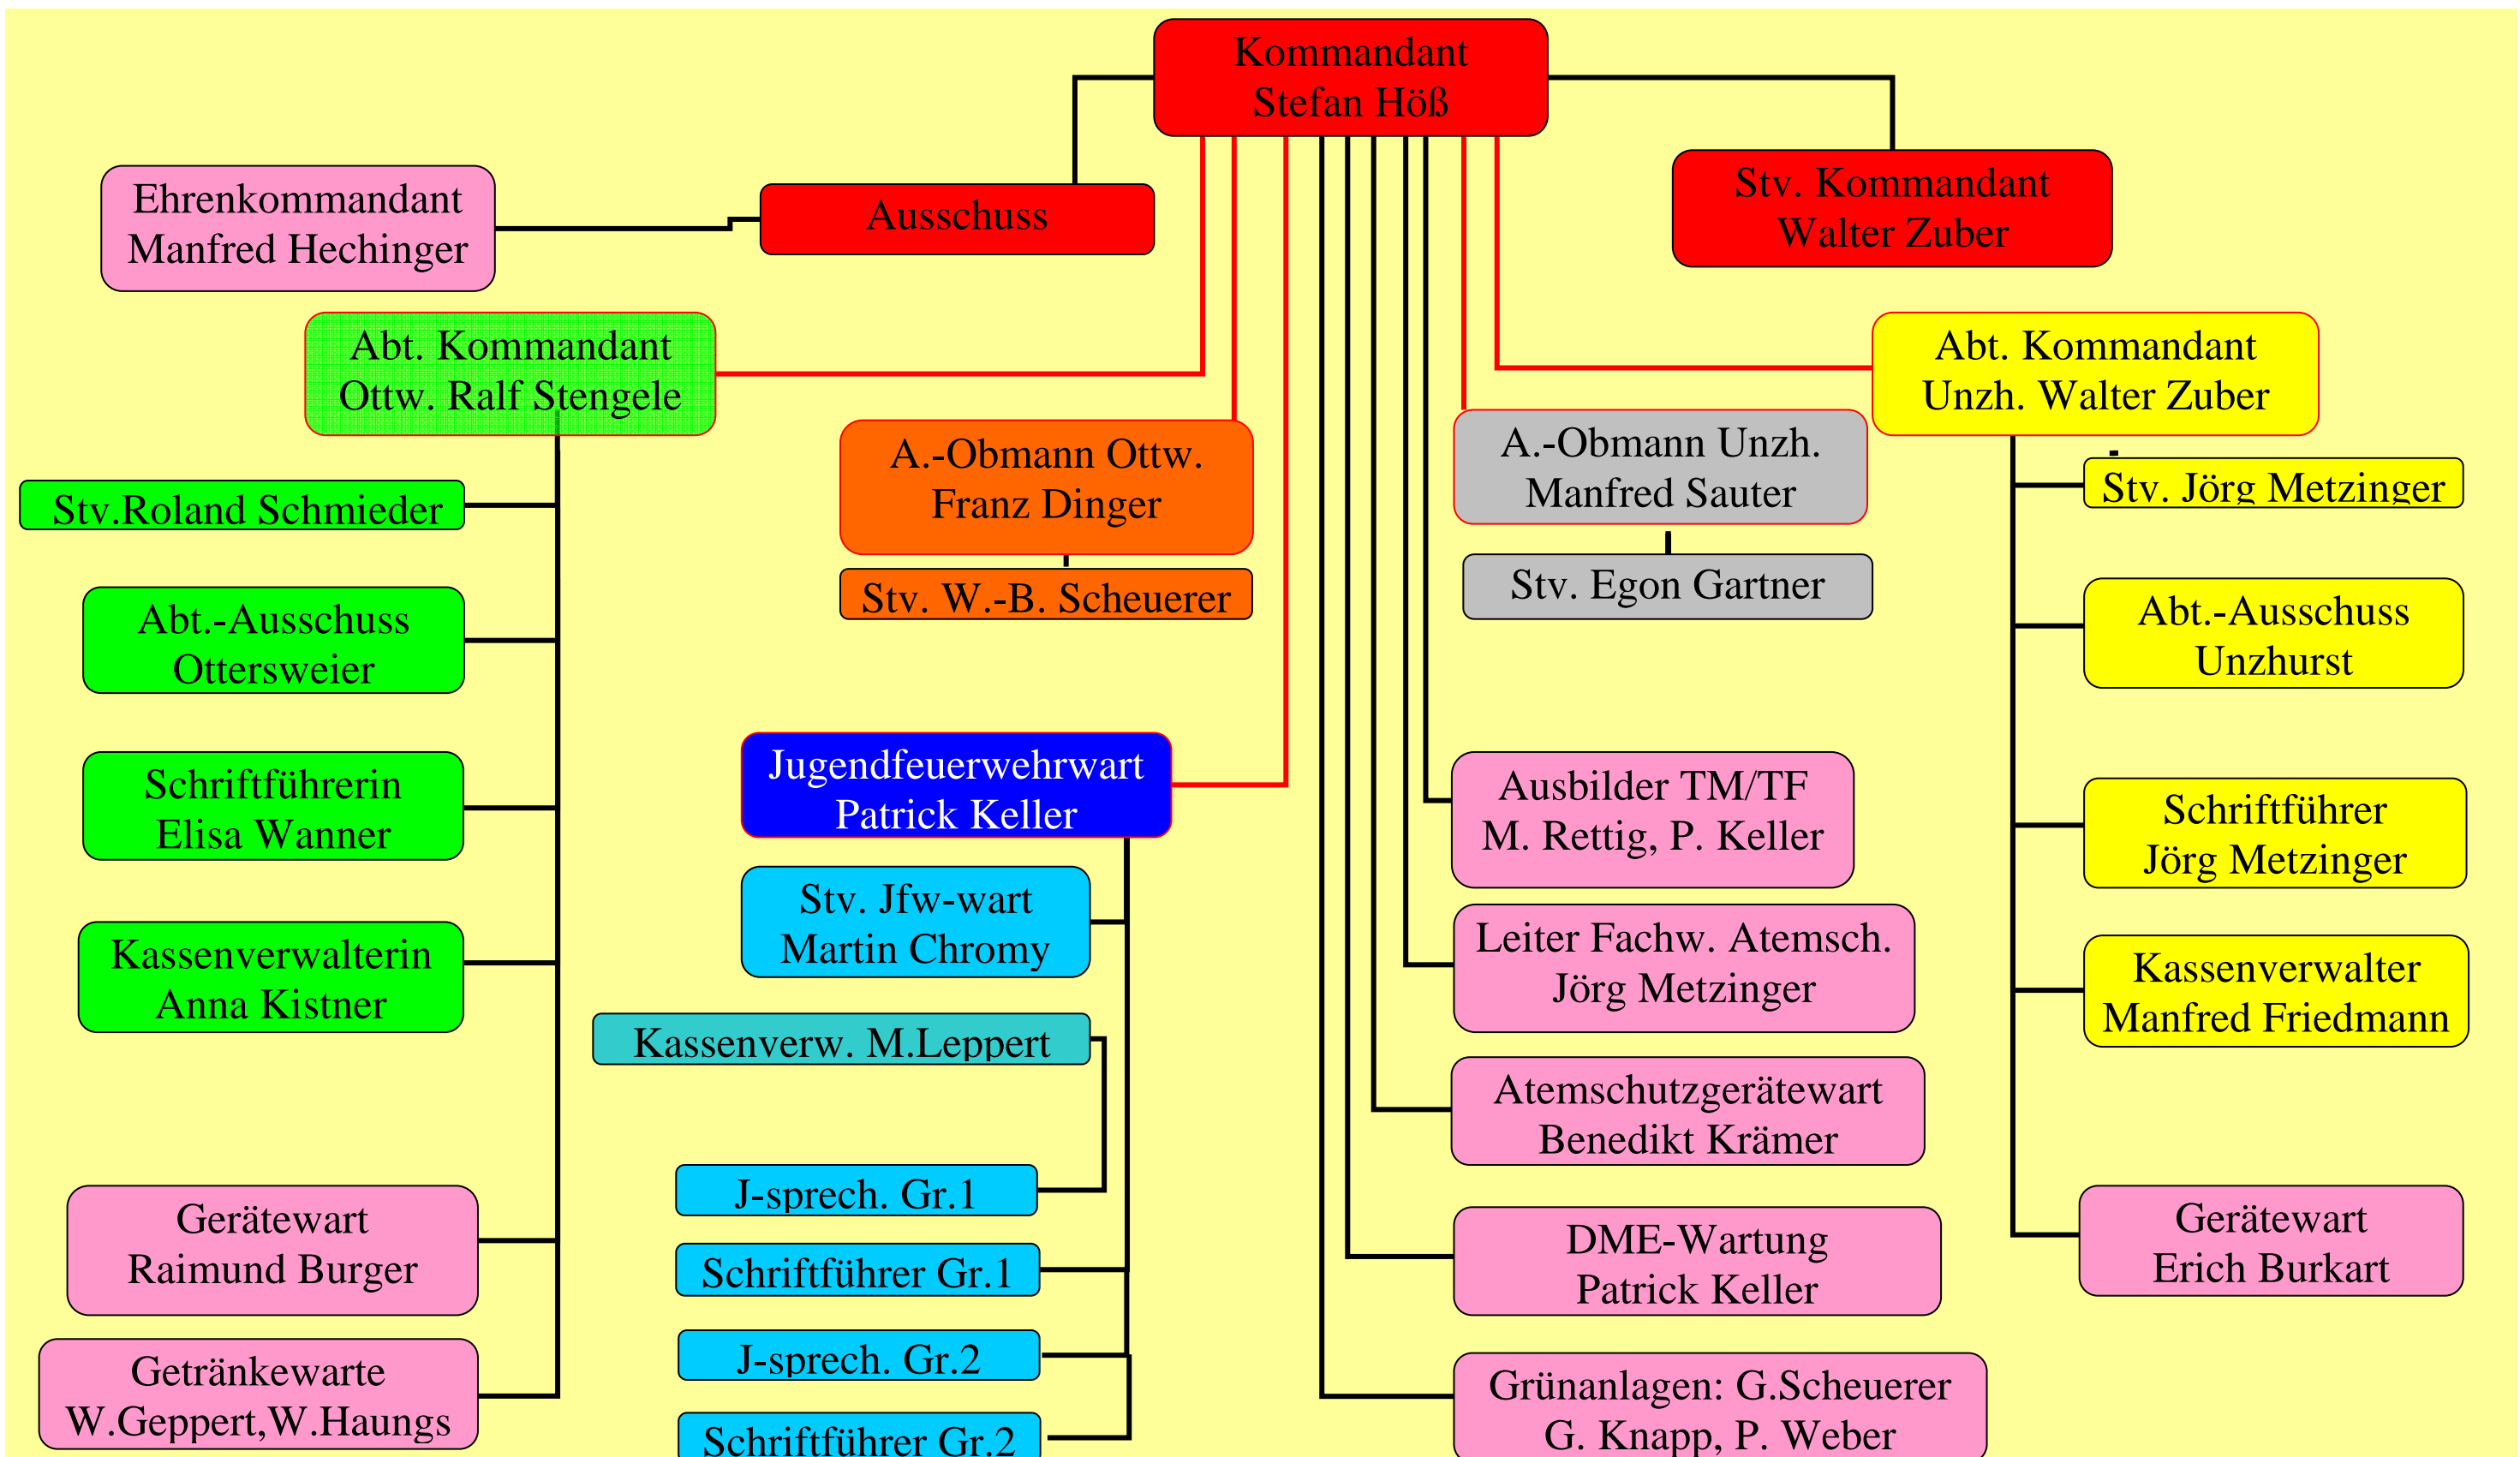 Kommandant
Stefan Höß
Ehrenkommandant
Manfred Hechinger
Ausschuss
Stv. Kommandant
Walter Zuber
Abt. Kommandant
Ottw. Ralf Stengele
Abt. Kommandant
Unzh. Walter Zuber
A.-Obmann Ottw.
Franz Dinger
A.-Obmann Unzh.
Manfred Sauter
Stv.Roland Schmieder
Stv. Jörg Metzinger
Stv. W.-B. Scheuerer
Stv. Egon Gartner
Abt.-Ausschuss
Ottersweier
Abt.-Ausschuss
Unzhurst
Jugendfeuerwehrwart
Patrick Keller
Schriftführerin
Elisa Wanner
Ausbilder TM/TF
M. Rettig, P. Keller
Schriftführer
Jörg Metzinger
Stv. Jfw-wart
Martin Chromy
Kassenverwalterin
Anna Kistner
Leiter Fachw. Atemsch.
Jörg Metzinger
Kassenverwalter
Manfred Friedmann
Kassenverw. M.Leppert
Atemschutzgerätewart
Benedikt Krämer
J-sprech. Gr.1
Gerätewart
Raimund Burger
Schriftführer Gr.1
DME-Wartung
Patrick Keller
Gerätewart
Erich Burkart
J-sprech. Gr.2
Getränkewarte
W.Geppert,W.Haungs
Schriftführer Gr.2
Grünanlagen: G.Scheuerer
G. Knapp, P. Weber